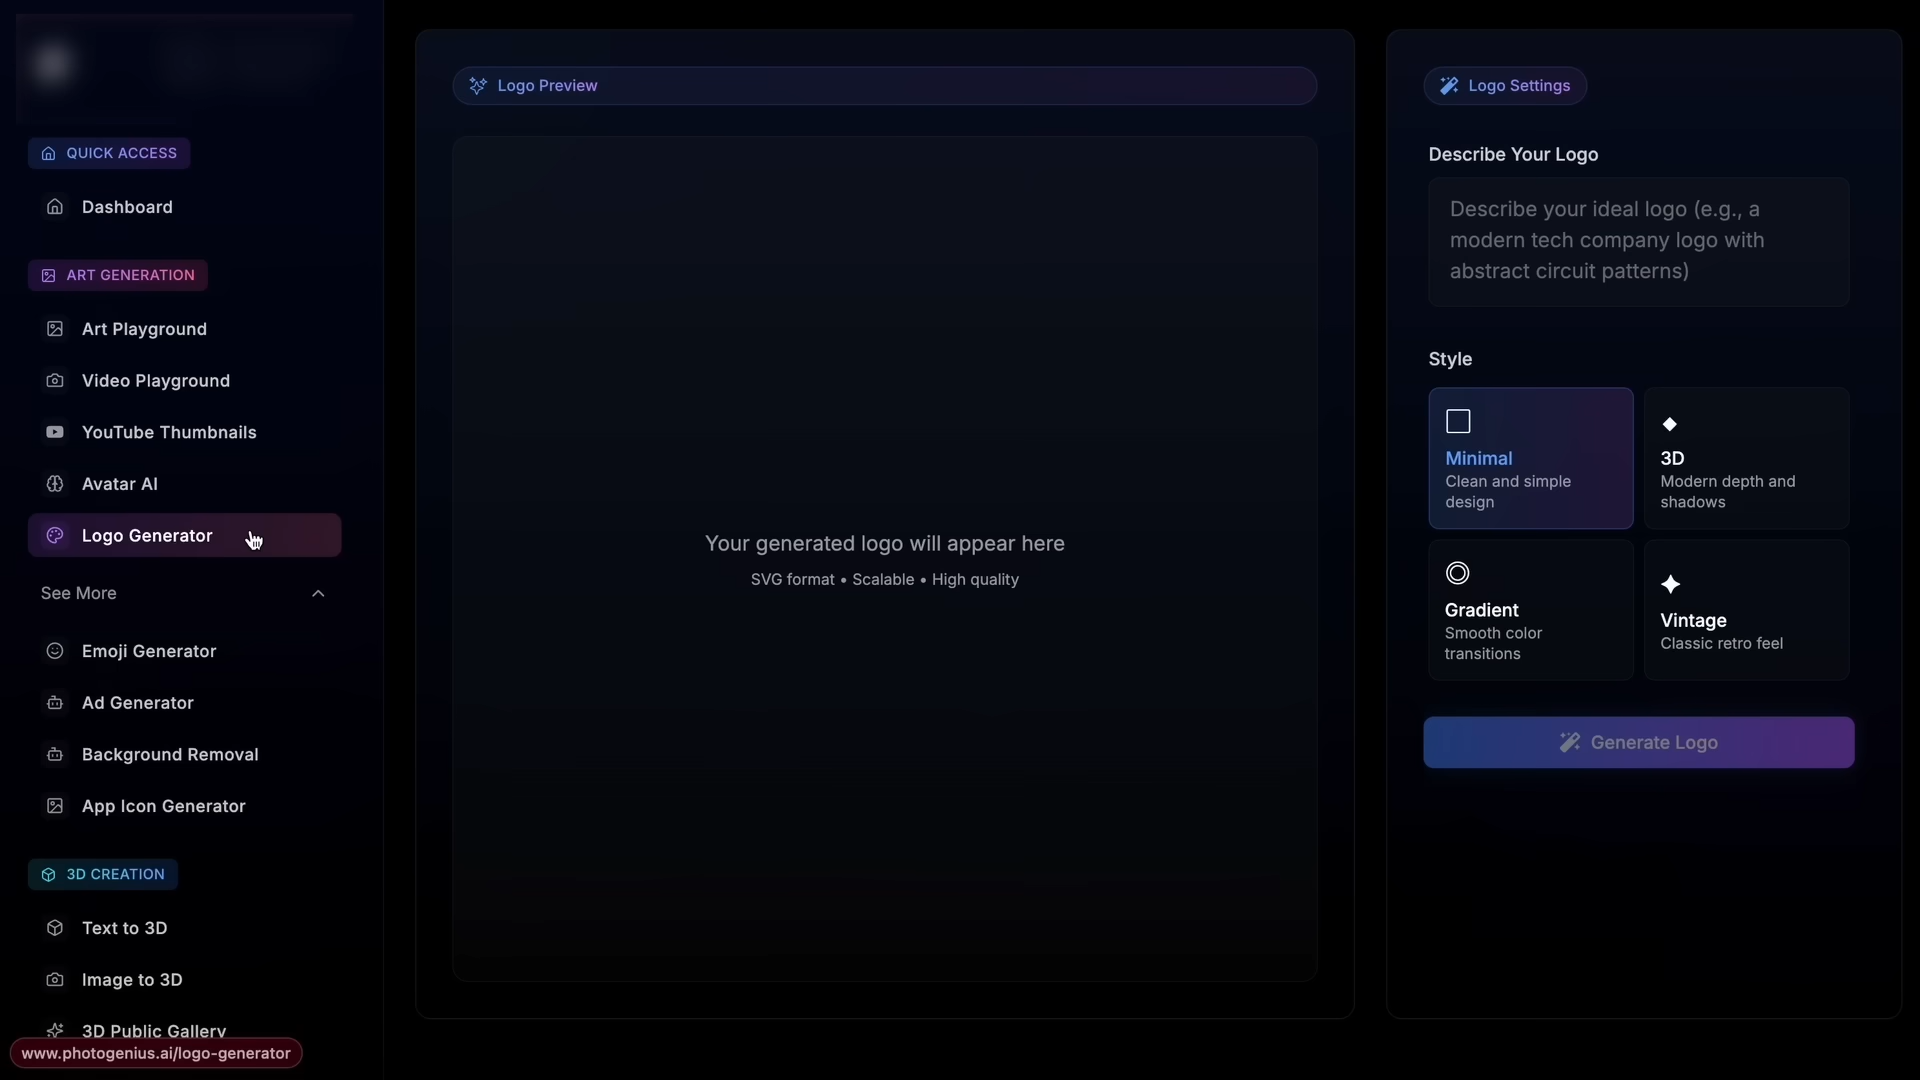 QUICK ACCESS
Dashboard
ART GENERATION
Art Playground
Video Playground
YouTube Thumbnails
Avatar AI
Logo Generator
See More
Emoji Generator
Ad Generator
Background Removal
App Icon Generator
3D CREATION
Text to 3D
Image to 3D
3D Public Gallery
www.photogenius.ai/logo-generator
Logo Preview
Your generated logo will appear here
SVG format • Scalable • High quality
Logo Settings
Describe Your Logo
Describe your ideal logo (e.g., a
modern tech company logo with
abstract circuit patterns)
Style
Minimal
Clean and simple
design
3D
Modern depth and
shadows
Gradient
Smooth color
transitions
Vintage
Classic retro feel
Generate Logo